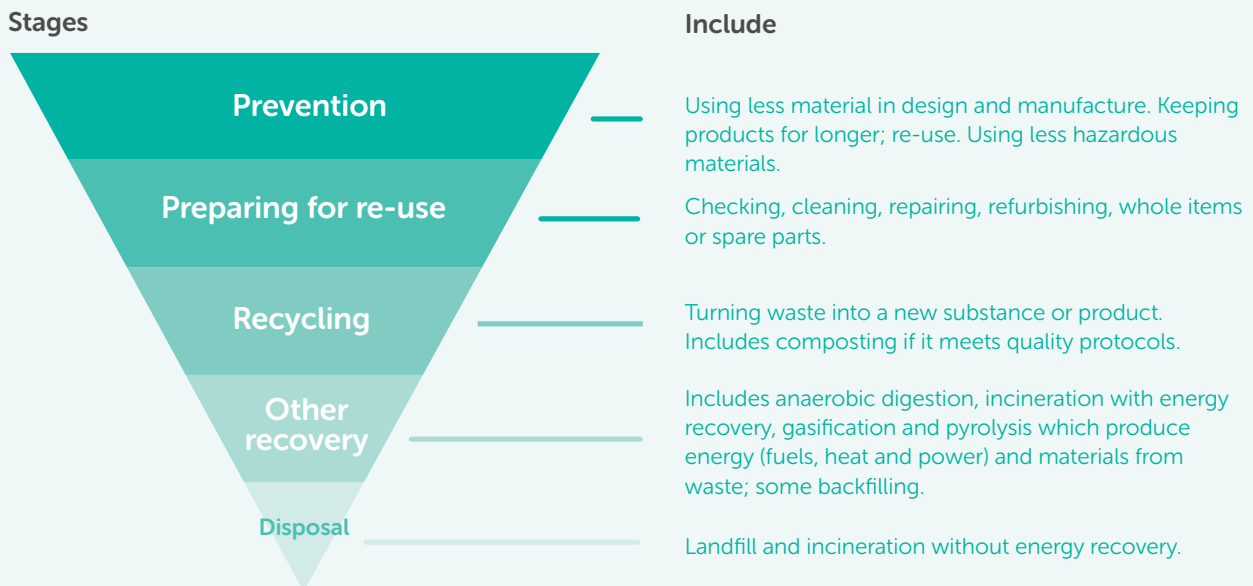 Stages
Include
Prevention
Using less material in design and manufacture. Keeping
products for longer; re-use. Using less hazardous
materials.
Preparing for re-use
Checking, cleaning, repairing, refurbishing, whole items
or spare parts.
Recycling
Turning waste into a new substance or product.
Includes composting if it meets quality protocols.
Other
recovery
Includes anaerobic digestion, incineration with energy
recovery, gasification and pyrolysis which produce
energy (fuels, heat and power) and materials from
waste; some backfilling.
Disposal
Landfill and incineration without energy recovery.